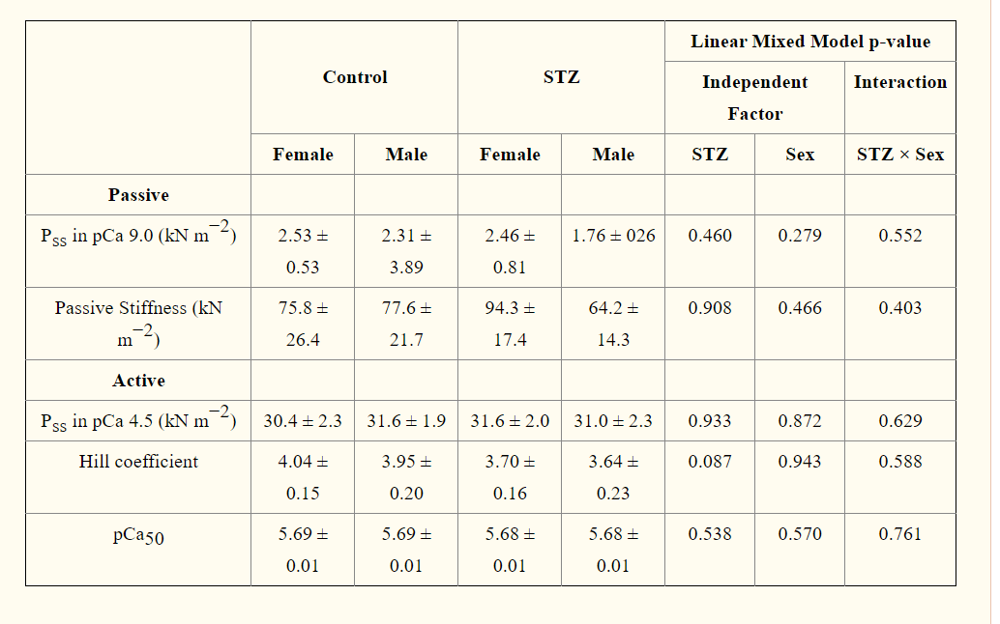 Linear Mixed Model p-value
Control STZ
Independent Factor Interaction
Female Male Female Male STZ Sex STZ × Sex
Passive
PSS in pCa 9.0 (kN m−2) 2.53 ± 0.53 2.31 ± 3.89 2.46 ± 0.81 1.76 ± 026 0.460 0.279 0.552
Passive Stiffness (kN m−2) 75.8 ± 26.4 77.6 ± 21.7 94.3 ± 17.4 64.2 ± 14.3 0.908 0.466 0.403
Active
PSS in pCa 4.5 (kN m−2) 30.4 ± 2.3 31.6 ± 1.9 31.6 ± 2.0 31.0 ± 2.3 0.933 0.872 0.629
Hill coefficient 4.04 ± 0.15 3.95 ± 0.20 3.70 ± 0.16 3.64 ± 0.23 0.087 0.943 0.588
pCa50 5.69 ± 0.01 5.69 ± 0.01 5.68 ± 0.01 5.68 ± 0.01 0.538 0.570 0.761